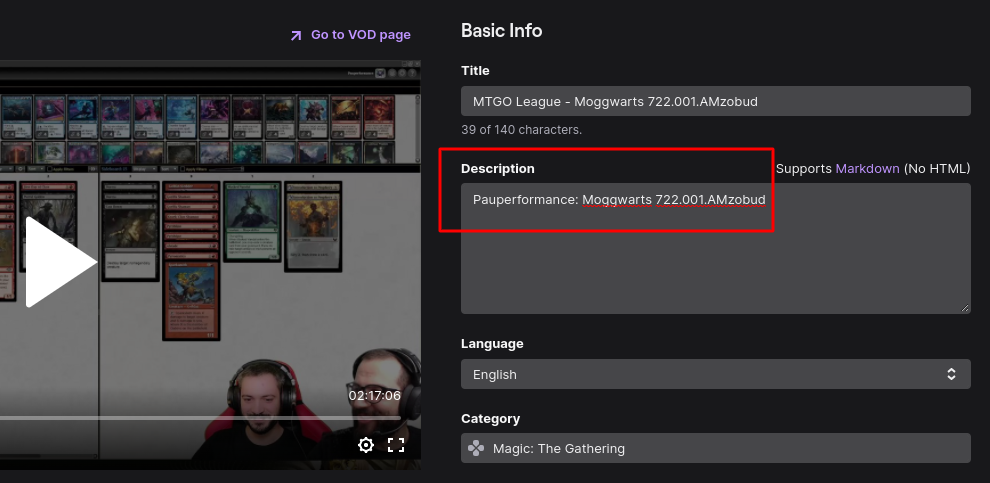 Go to VOD page
Basic Info
Title
MTGO League - Moggwarts 722.001.AMzobud
39 of 140 characters.
Description
Supports Markdown (No HTML)
Pauperformance: Moggwarts 722.001.AMzobud
02:17:06
Language
English
Category
Magic: The Gathering